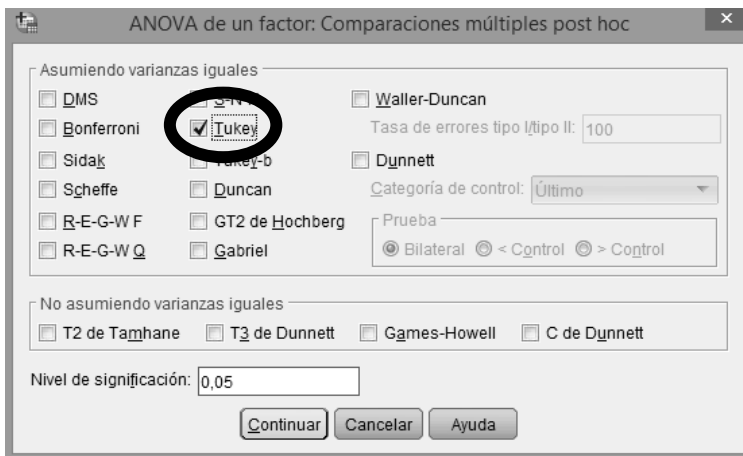 ANOVA de un factor: Comparaciones múltiples post hoc
Asumiendo varianzas iguales
DMS
Waller-Duncan
Bonferroni
Tukey
Tasa de errores tipo I/tipo II: 100
Sidak
Tukey-b
Dunnett
Scheffe
Duncan
Categoría de control: Último
R-E-G-W F
GT2 de Hochberg
Prueba
R-E-G-W Q
Gabriel
Bilateral < Control > Control
No asumiendo varianzas iguales
T2 de Tamhane T3 de Dunnett Games-Howell C de Dunnett
Nivel de significación: 0,05
Continuar Cancelar Ayuda